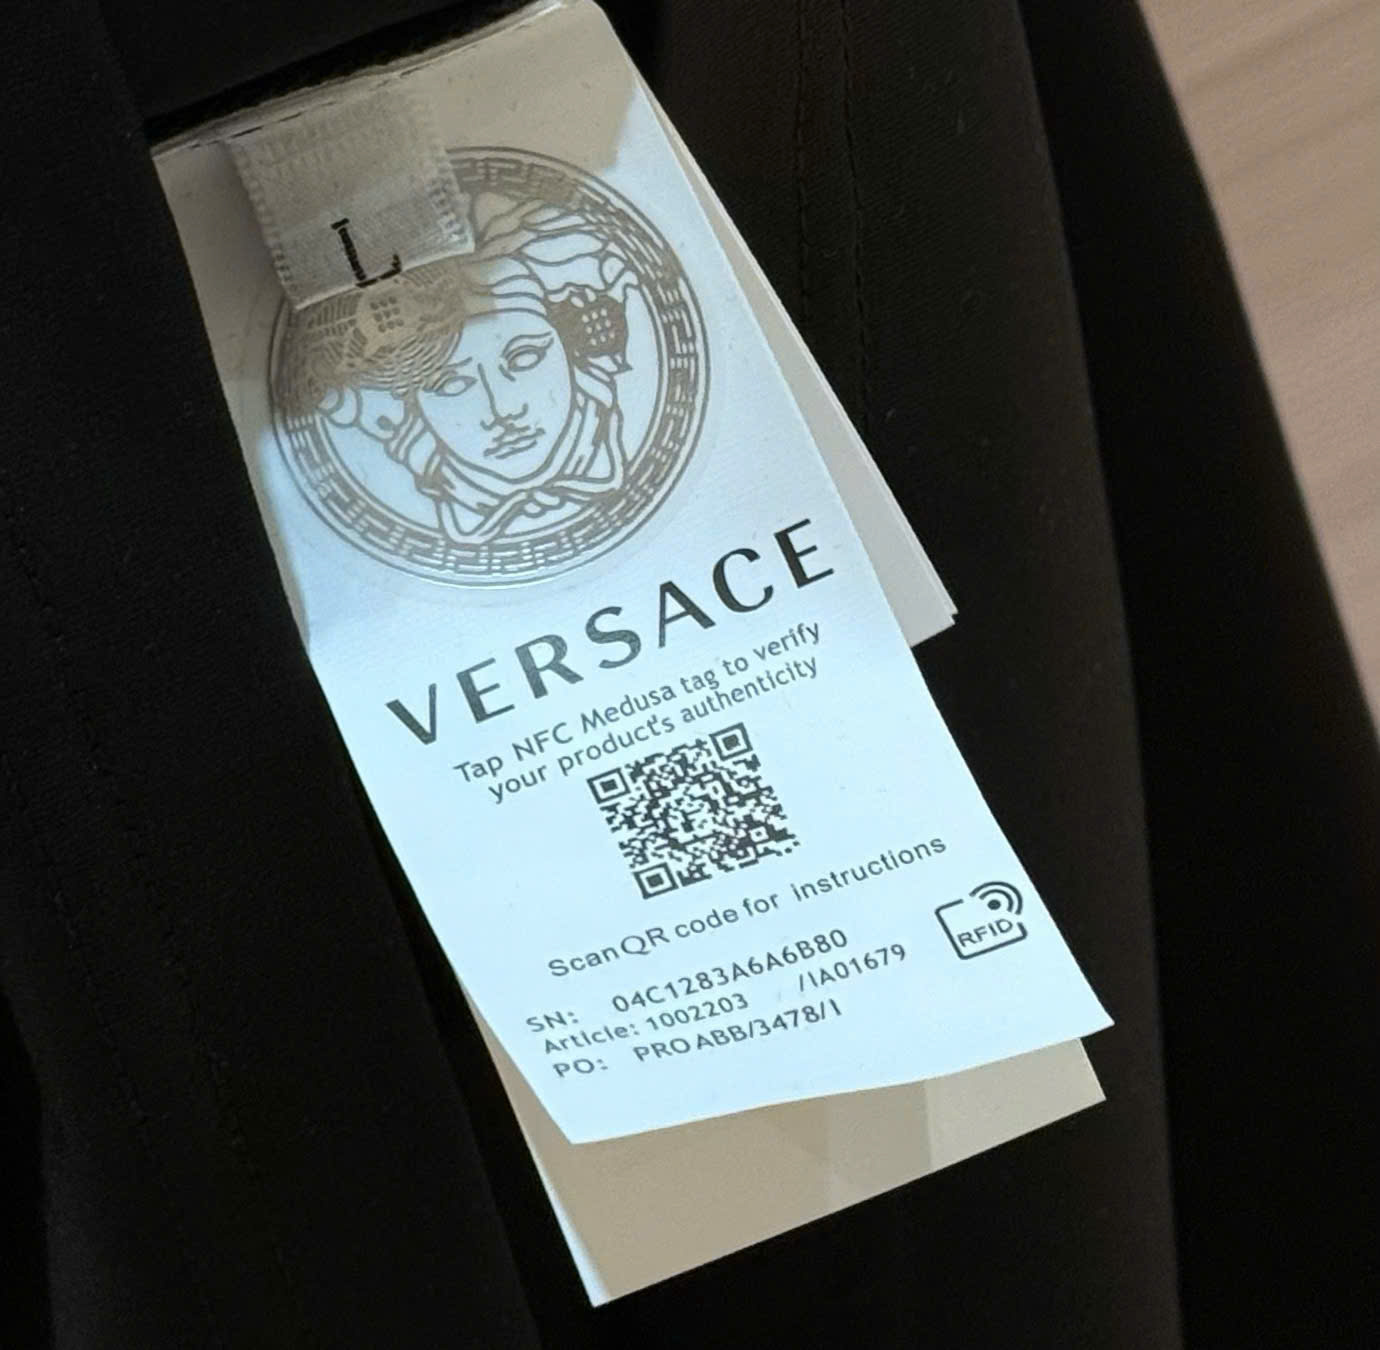 L
VERSACE
Tap NFC Medusa tag to verify
your product's authenticity
Scan QR code for instructions
RFID
SN: 04C1283A6A6B80
Article: 1002203 /IA01679
PO: PRO ABB/3478/1